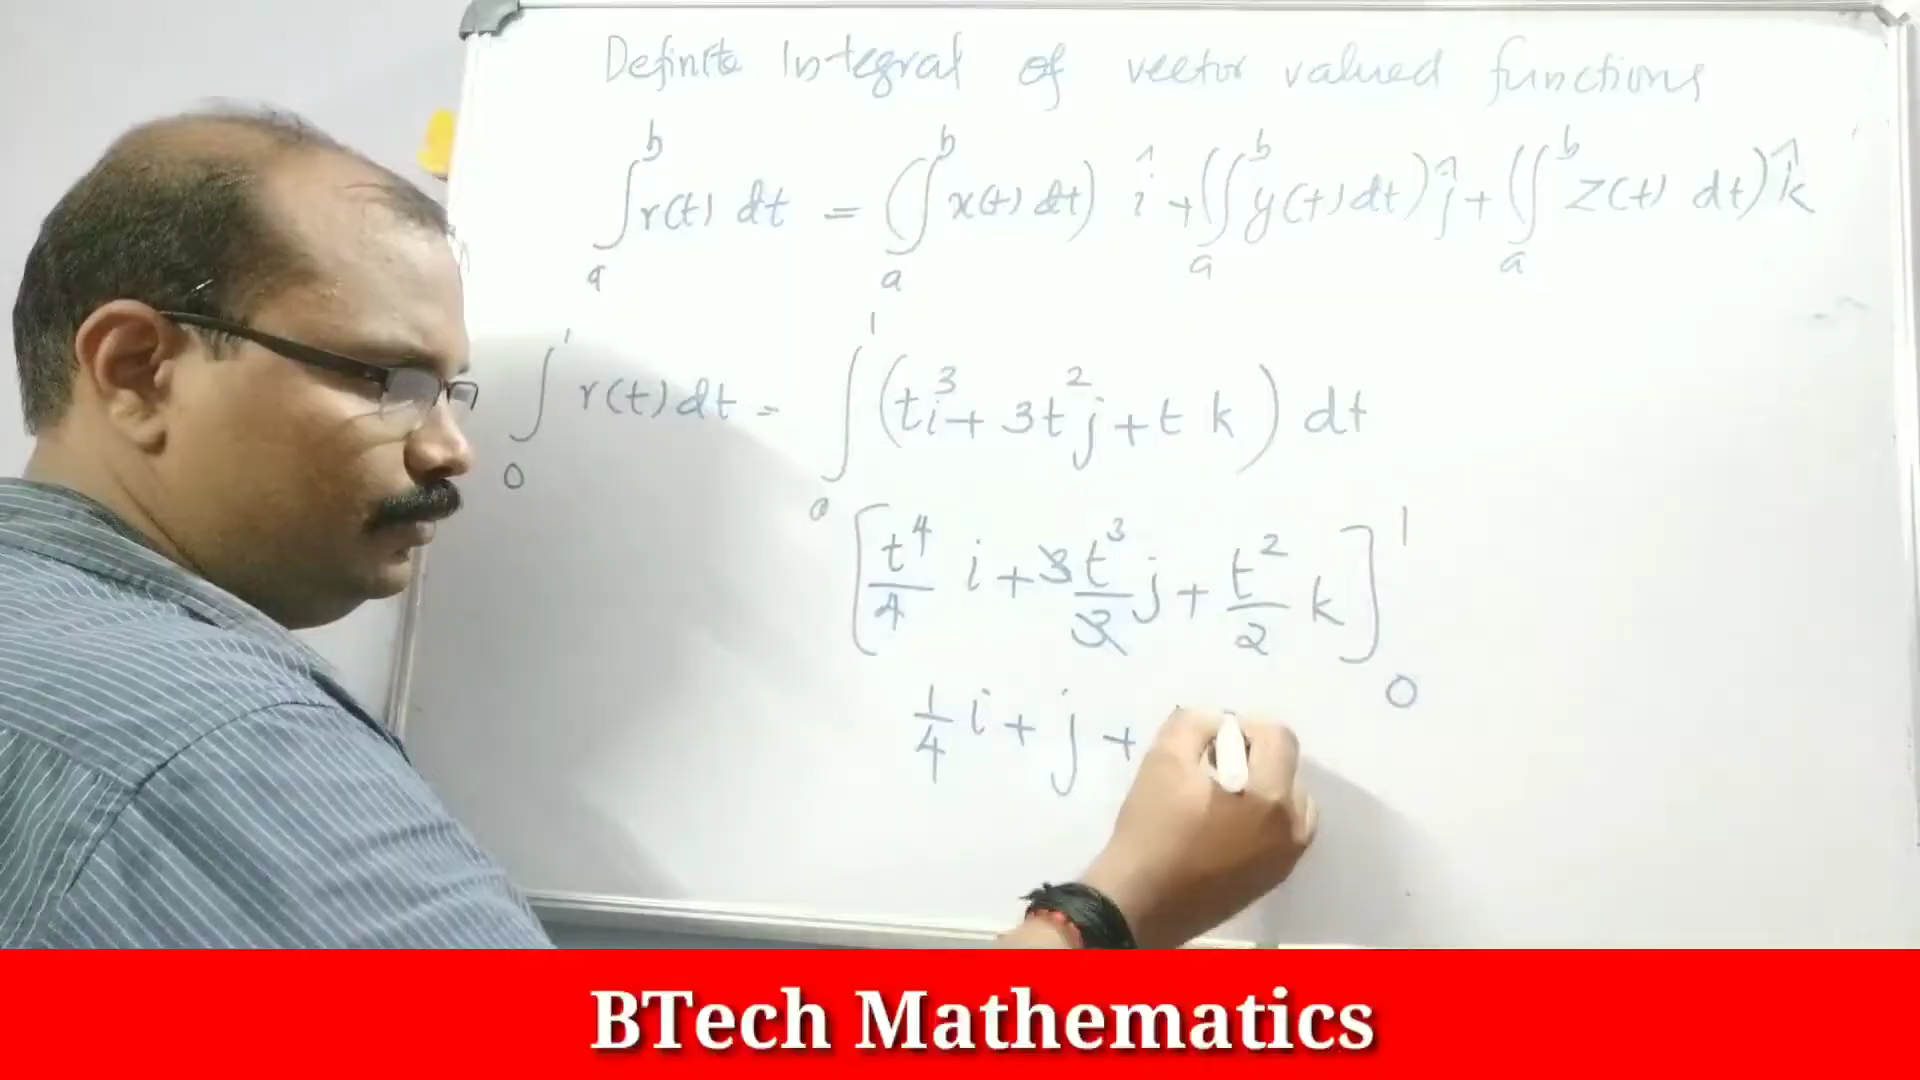 Definite Integral of vector valued functions
∫ₐᵇ r(t) dt = (∫ₐᵇ x(t) dt) î + (∫ₐᵇ y(t) dt) ĵ + (∫ₐᵇ z(t) dt) k̂
∫₀¹ r(t) dt = ∫₀¹ (t³i + 3t²j + t k) dt
[t⁴/4 i + 3t³/3 j + t²/2 k]₀¹
1/4 i + j +
BTech Mathematics